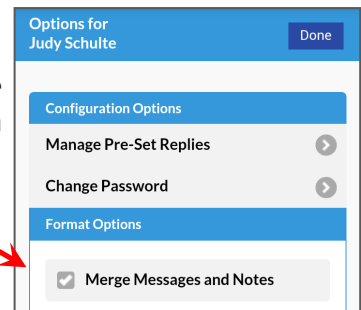 Options for
Judy Schulte
Done
Configuration Options
Manage Pre-Set Replies
Change Password
Format Options
Merge Messages and Notes